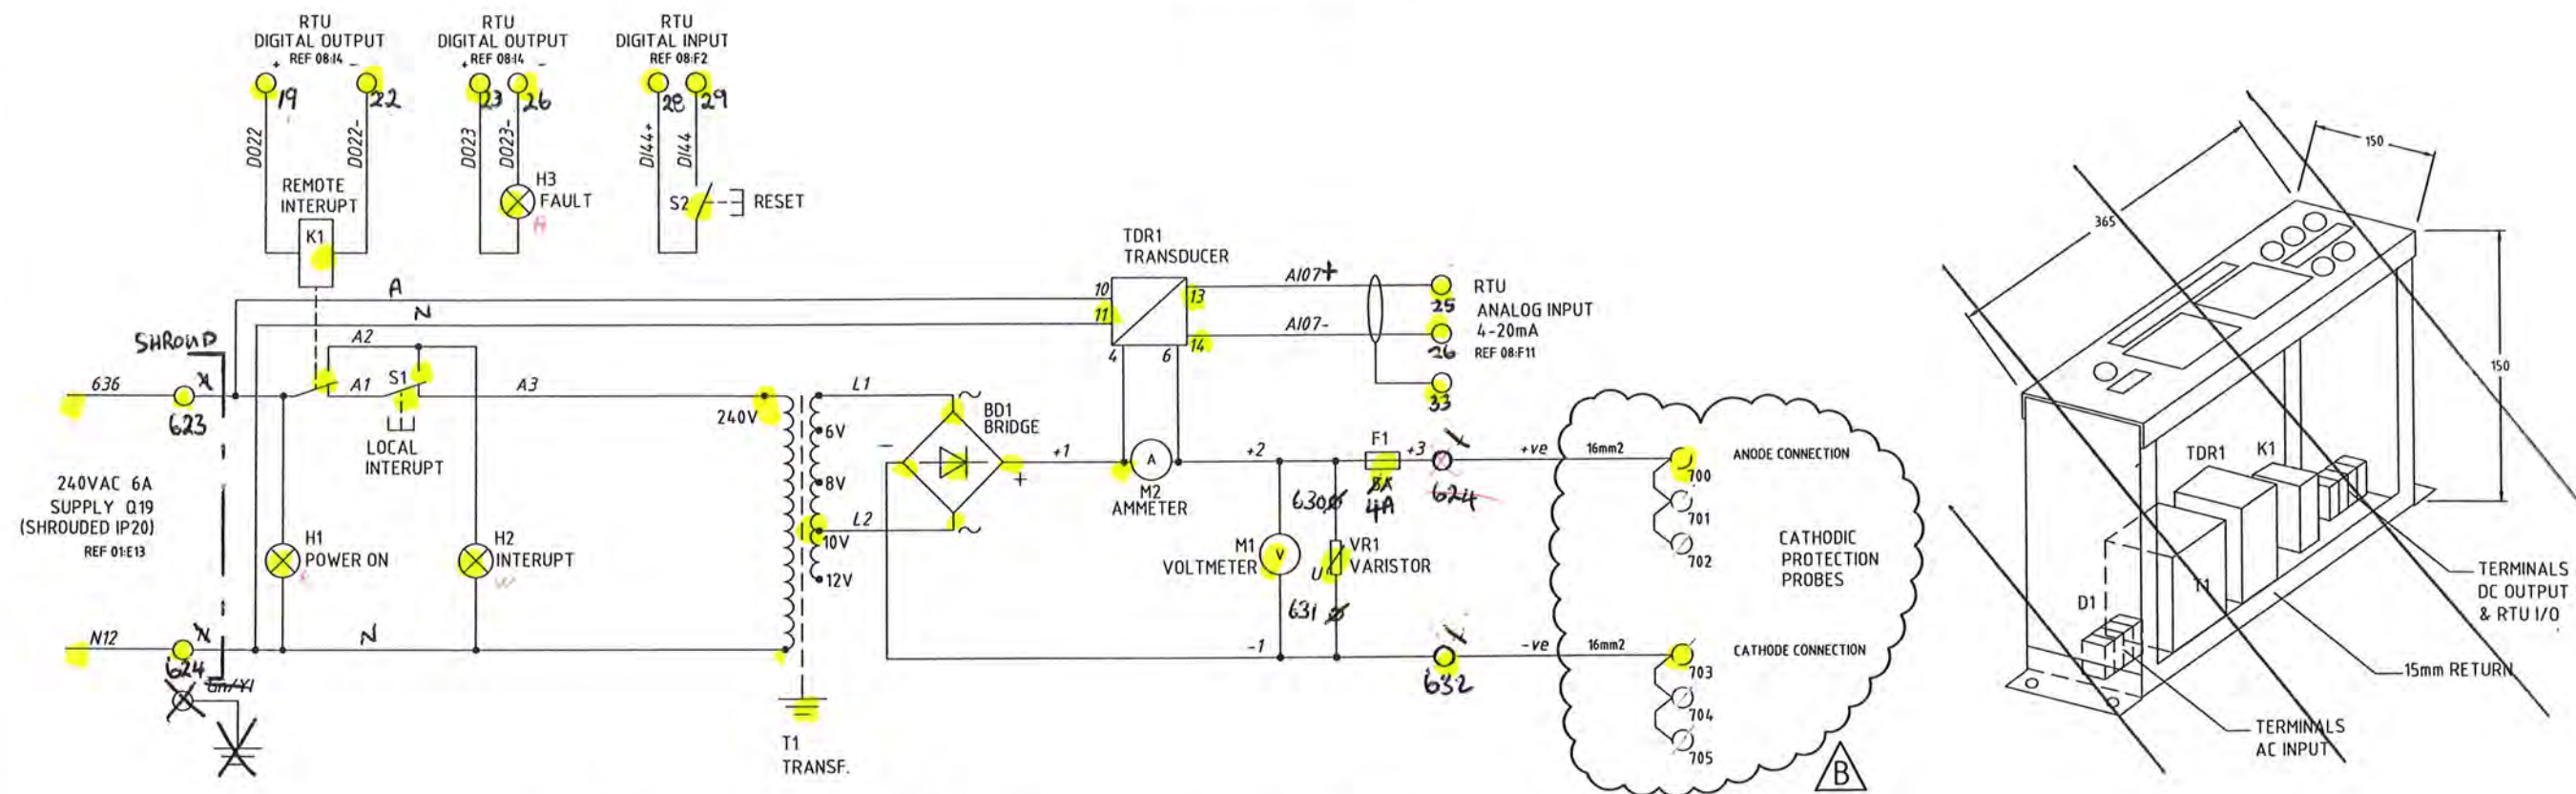 RTU
DIGITAL OUTPUT
REF 08:I4
+ -
19
22
DO22
DO22-
REMOTE
INTERUPT
K1
RTU
DIGITAL OUTPUT
REF 08:I4
+ -
23
26
DO23
DO23-
H3
FAULT
RTU
DIGITAL INPUT
REF 08:F2
28
29
DI44+
DI44
S2
RESET
TDR1
TRANSDUCER
10
11
13
14
4
6
AI07+
AI07-
25
26
33
RTU
ANALOG INPUT
4-20mA
REF 08:F11
A
N
SHROUD
A2
636
623
A1
S1
A3
LOCAL
INTERUPT
240VAC 6A
SUPPLY Q19
(SHROUDED IP20)
REF 01:E13
H1
POWER ON
H2
INTERUPT
N12
N
N
624
Gn/Yl
240V
6V
8V
10V
12V
L1
L2
T1
TRANSF.
~
~
-
+
BD1
BRIDGE
+1
A
M2
AMMETER
+2
F1
+3
4A
624
630
631
M1
VOLTMETER
V
VR1
VARISTOR
U
-1
632
+ve
16mm2
-ve
16mm2
700
701
702
ANODE CONNECTION
CATHODIC
PROTECTION
PROBES
703
704
705
CATHODE CONNECTION
B
365
150
150
TDR1
K1
T1
D1
TERMINALS
DC OUTPUT
& RTU I/O
15mm RETURN
TERMINALS
AC INPUT